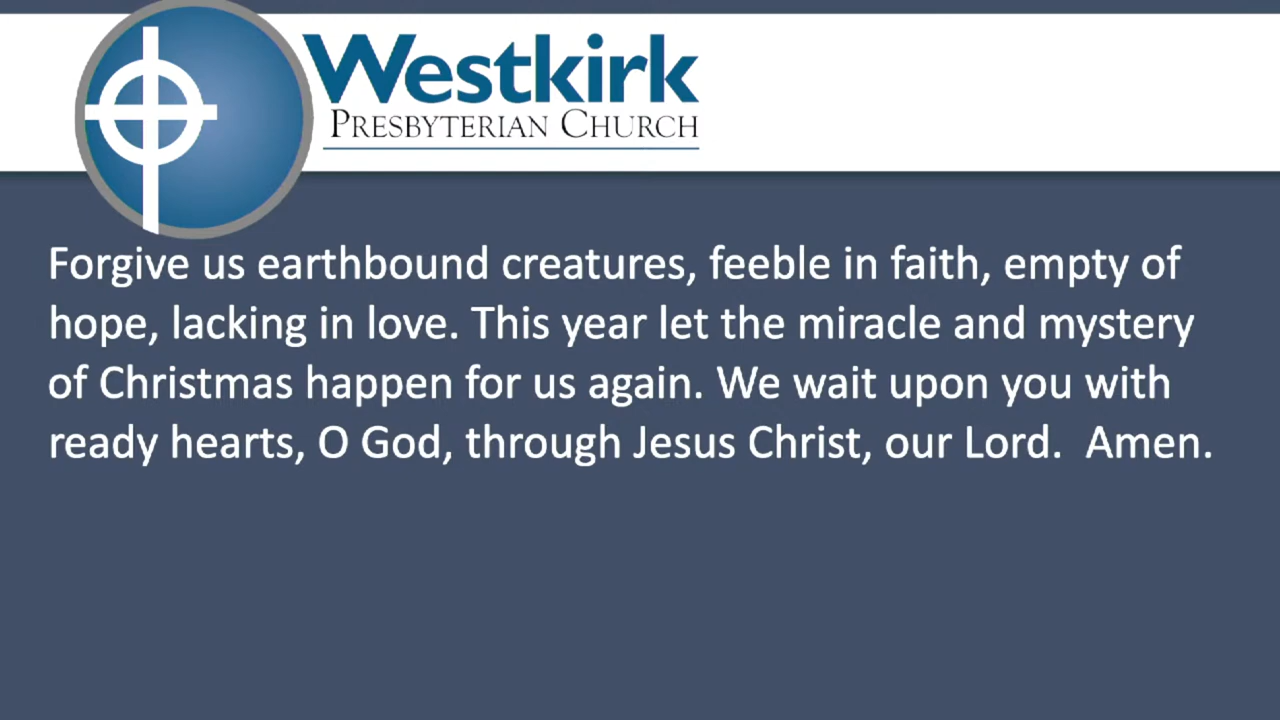 Westkirk
PRESBYTERIAN CHURCH
Forgive us earthbound creatures, feeble in faith, empty of
hope, lacking in love. This year let the miracle and mystery
of Christmas happen for us again. We wait upon you with
ready hearts, O God, through Jesus Christ, our Lord.  Amen.